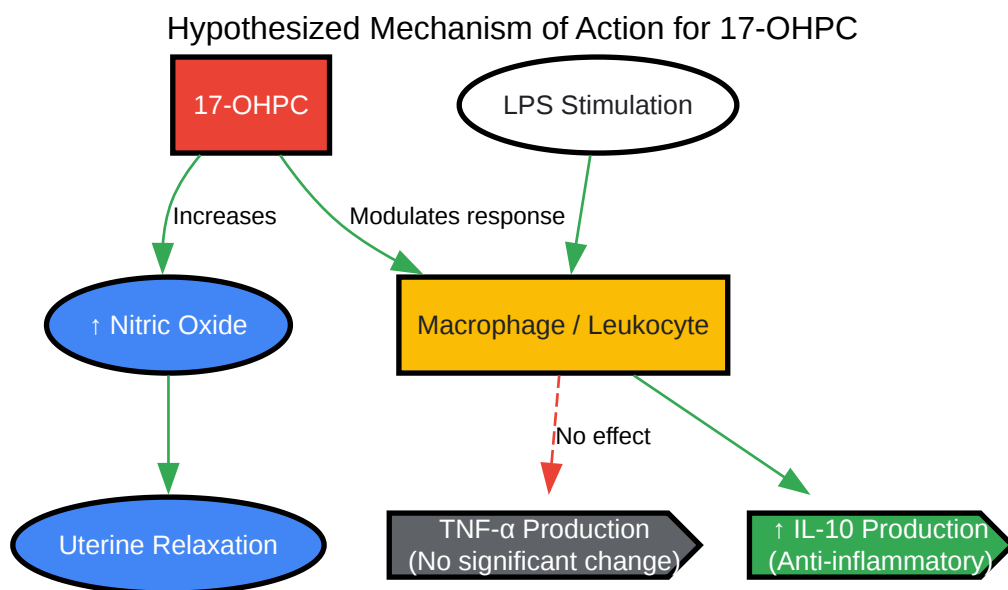 Hypothesized Mechanism of Action for 17-OHPC
17-OHPC
LPS Stimulation
Increases
Modulates response
↑ Nitric Oxide
Macrophage / Leukocyte
No effect
Uterine Relaxation
TNF-α Production
(No significant change)
↑ IL-10 Production
(Anti-inflammatory)